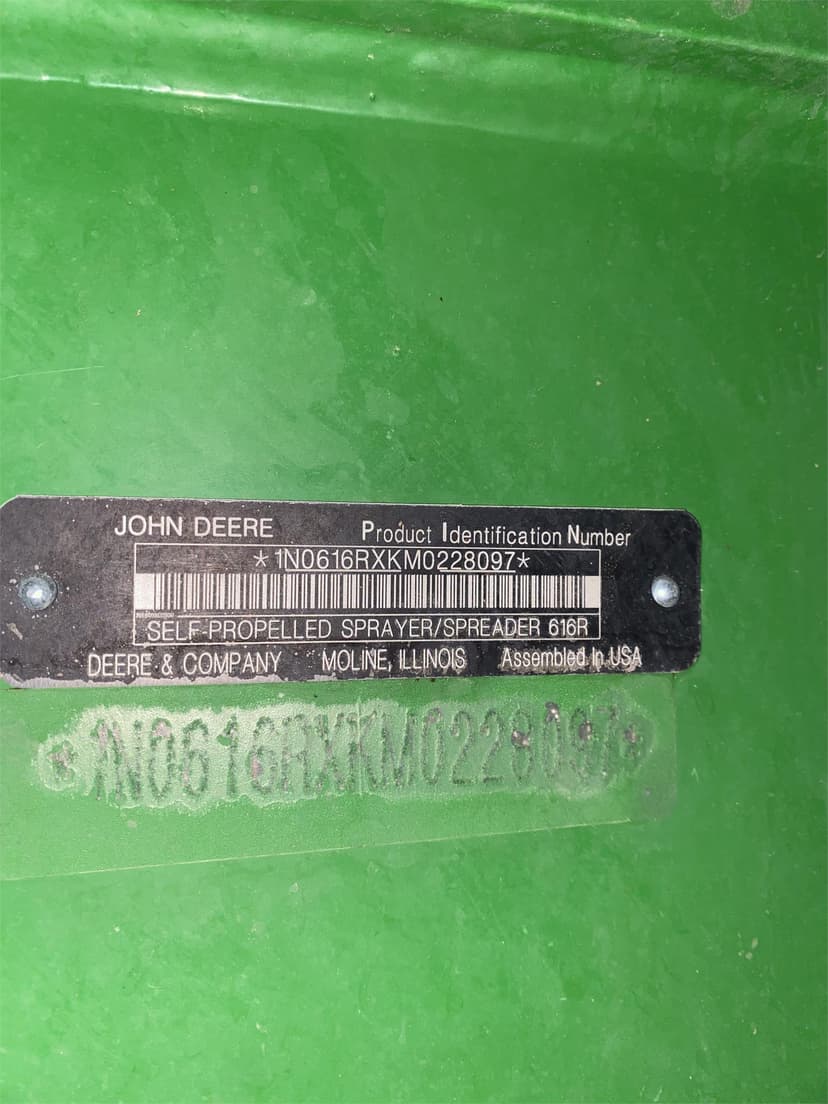 JOHN DEERE Product Identification Number
*1N0616RXKM0228097*
SELF-PROPELLED SPRAYER/SPREADER 616R
DEERE & COMPANY MOLINE, ILLINOIS Assembled in USA
*1N0616RXKM0228097*